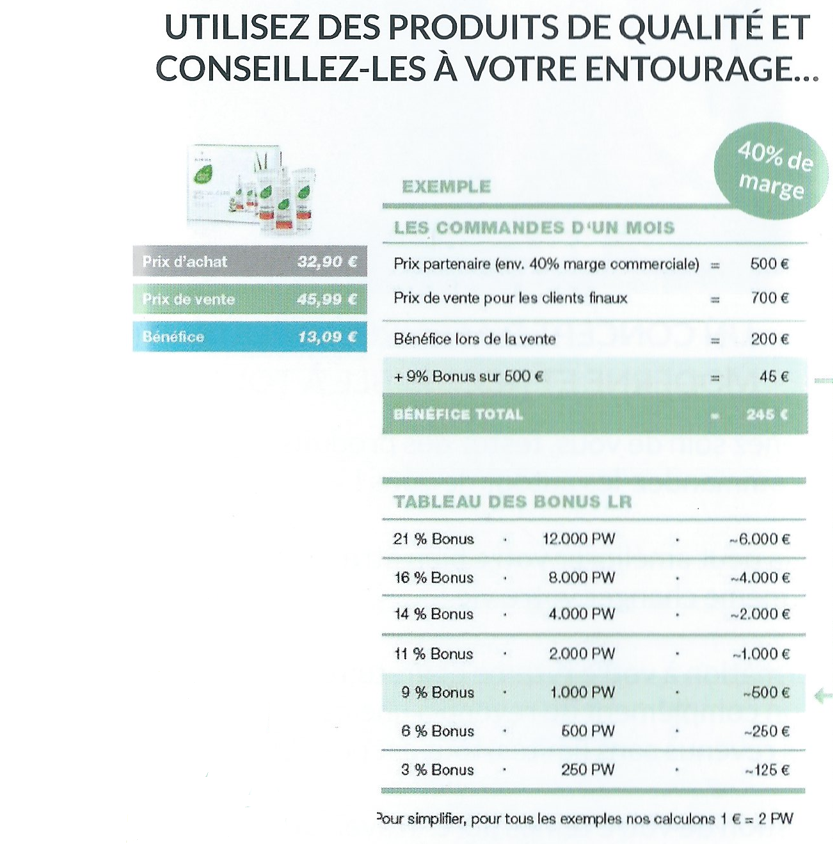 UTILISEZ DES PRODUITS DE QUALITÉ ET
CONSEILLEZ-LES À VOTRE ENTOURAGE...
40% de
marge
Prix d'achat 32,90 €
Prix de vente 45,99 €
Bénéfice 13,09 €
EXEMPLE
LES COMMANDES D'UN MOIS
Prix partenaire (env. 40% marge commerciale) = 500 €
Prix de vente pour les clients finaux = 700 €
Bénéfice lors de la vente = 200 €
+ 9% Bonus sur 500 € = 45 €
BÉNÉFICE TOTAL = 245 €
TABLEAU DES BONUS LR
21 % Bonus · 12.000 PW · ~6.000 €
16 % Bonus · 8.000 PW · ~4.000 €
14 % Bonus · 4.000 PW · ~2.000 €
11 % Bonus · 2.000 PW · ~1.000 €
9 % Bonus · 1.000 PW · ~500 €
6 % Bonus · 500 PW · ~250 €
3 % Bonus · 250 PW · ~125 €
Pour simplifier, pour tous les exemples nos calculons 1 € = 2 PW